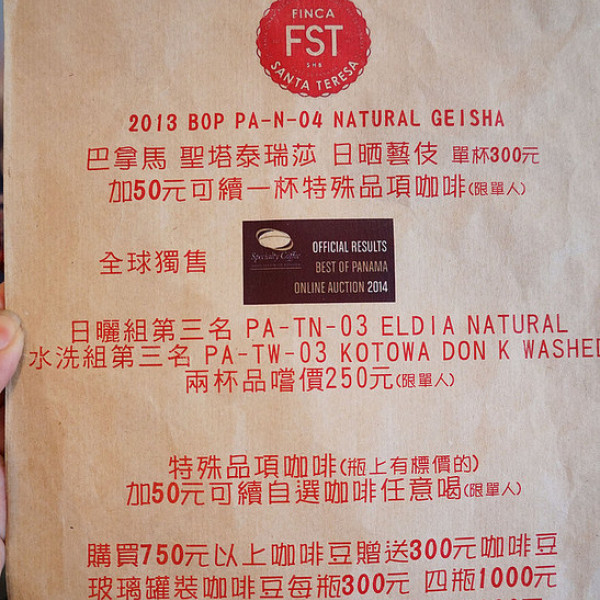 FINCA
FST
SHB
SANTA TERESA
2013 BOP PA-N-04 NATURAL GEISHA
巴拿馬 聖塔泰瑞莎 日晒藝伎 單杯300元
加50元可續一杯特殊品項咖啡(限單人)
全球獨售
Specialty Coffee
OFFICIAL RESULTS
BEST OF PANAMA
ONLINE AUCTION 2014
日曬組第三名 PA-TN-03 ELDIA NATURAL
水洗組第三名 PA-TW-03 KOTOWA DON K WASHED
兩杯品嚐價250元(限單人)
特殊品項咖啡(瓶上有標價的)
加50元可續自選咖啡任意喝(限單人)
購買750元以上咖啡豆贈送300元咖啡豆
玻璃罐裝咖啡豆每瓶300元 四瓶1000元